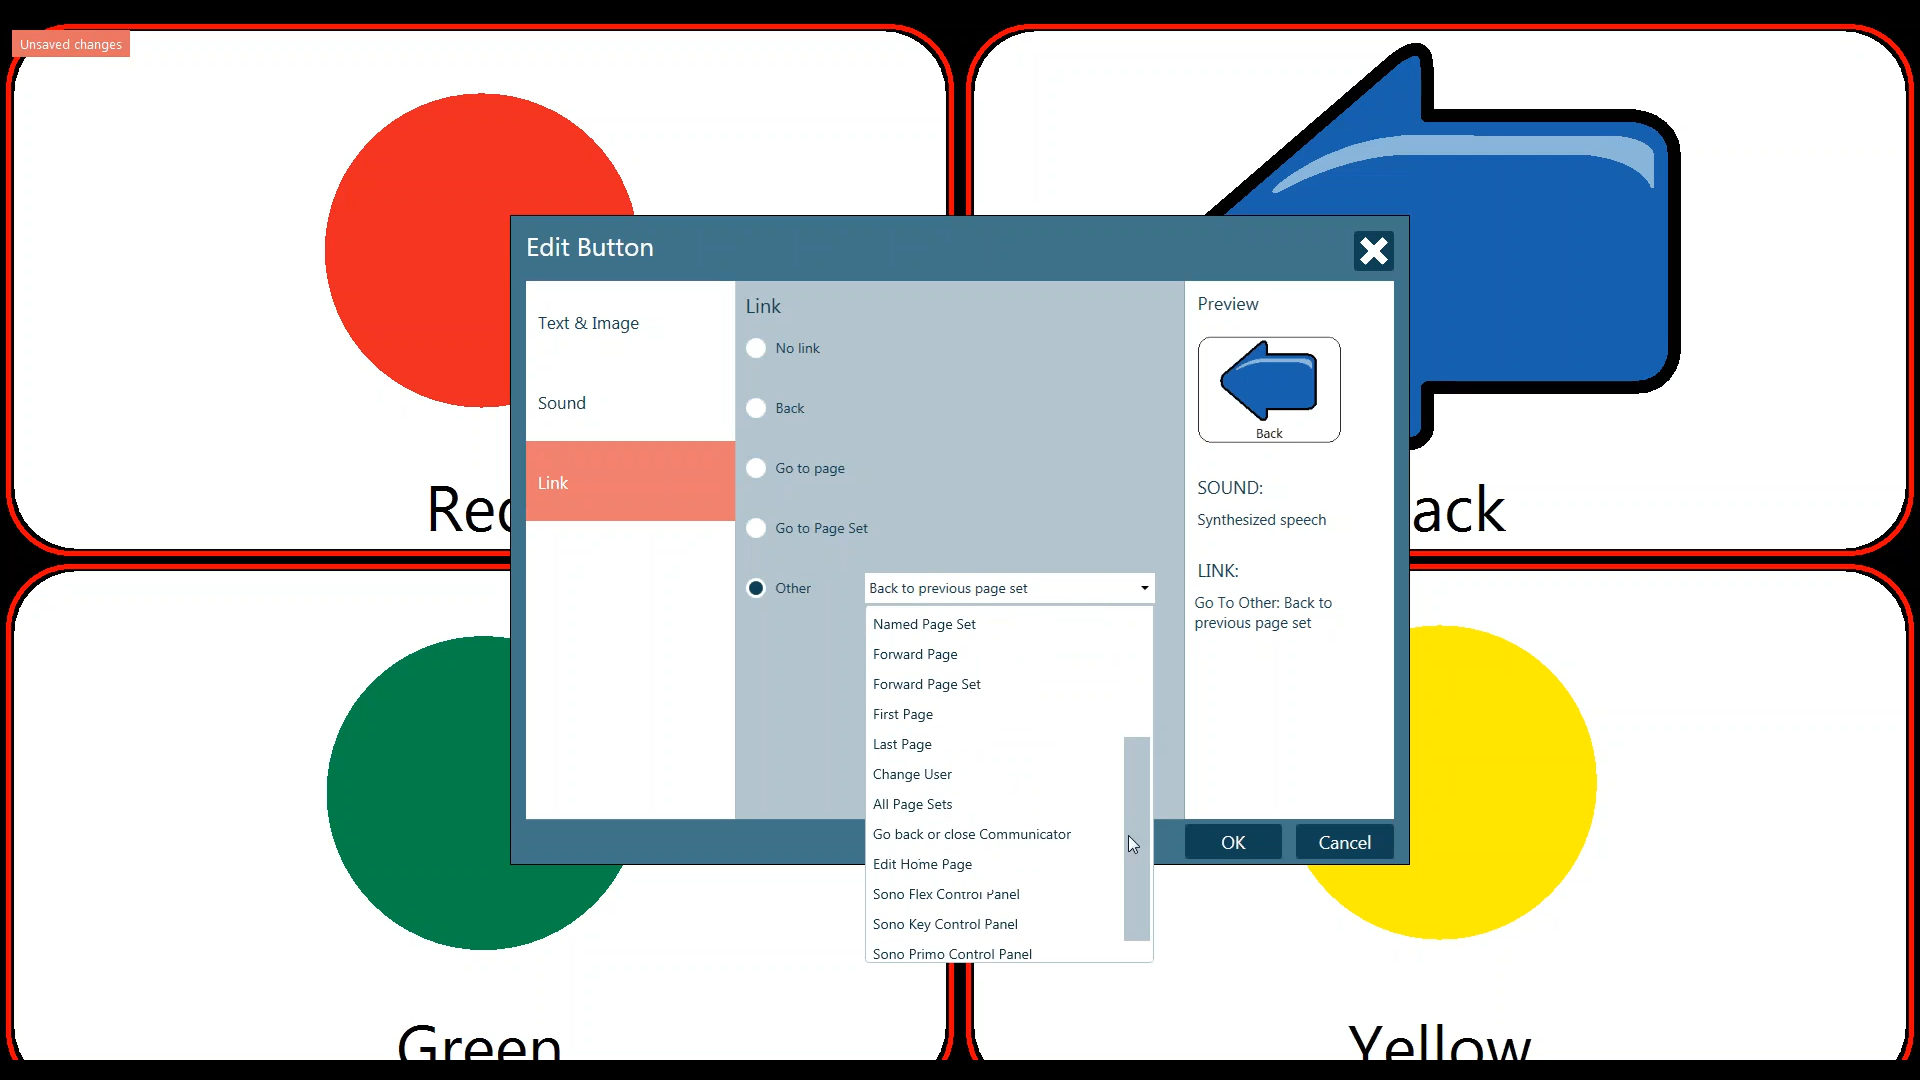 Unsaved changes
Edit Button
Text & Image
Sound
Link
Link
No link
Back
Go to page
Go to Page Set
Other
Back to previous page set
Named Page Set
Forward Page
Forward Page Set
First Page
Last Page
Change User
All Page Sets
Go back or close Communicator
Edit Home Page
Sono Flex Control Panel
Sono Key Control Panel
Sono Primo Control Panel
Preview
Back
SOUND:
Synthesized speech
LINK:
Go To Other: Back to
previous page set
OK
Cancel
Rec
ack
Green
Yellow